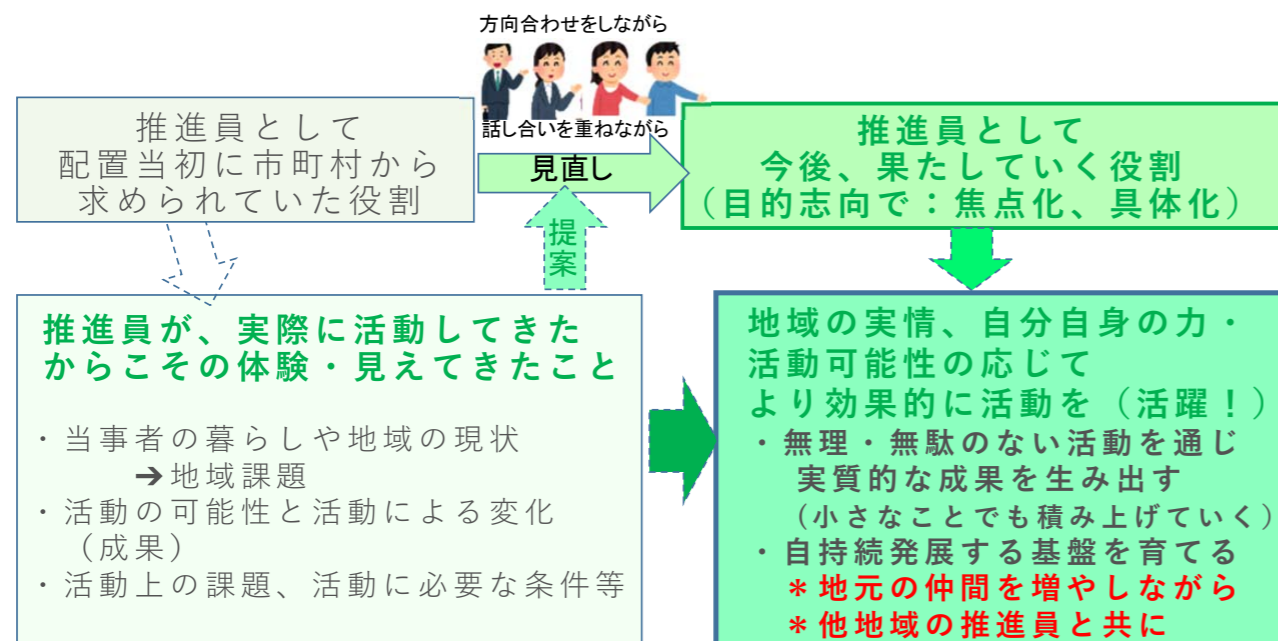 方向合わせをしながら
話し合いを重ねながら
推進員として
配置当初に市町村から
求められていた役割
見直し
提案
推進員として
今後、果たしていく役割
（目的志向で：焦点化、具体化）
推進員が、実際に活動してきた
からこその体験・見えてきたこと
・当事者の暮らしや地域の現状
➔地域課題
・活動の可能性と活動による変化
（成果）
・活動上の課題、活動に必要な条件等
地域の実情、自分自身の力・
活動可能性の応じて
より効果的に活動を（活躍！）
・無理・無駄のない活動を通じ
実質的な成果を生み出す
（小さなことでも積み上げていく）
・自持続発展する基盤を育てる
＊地元の仲間を増やしながら
＊他地域の推進員と共に